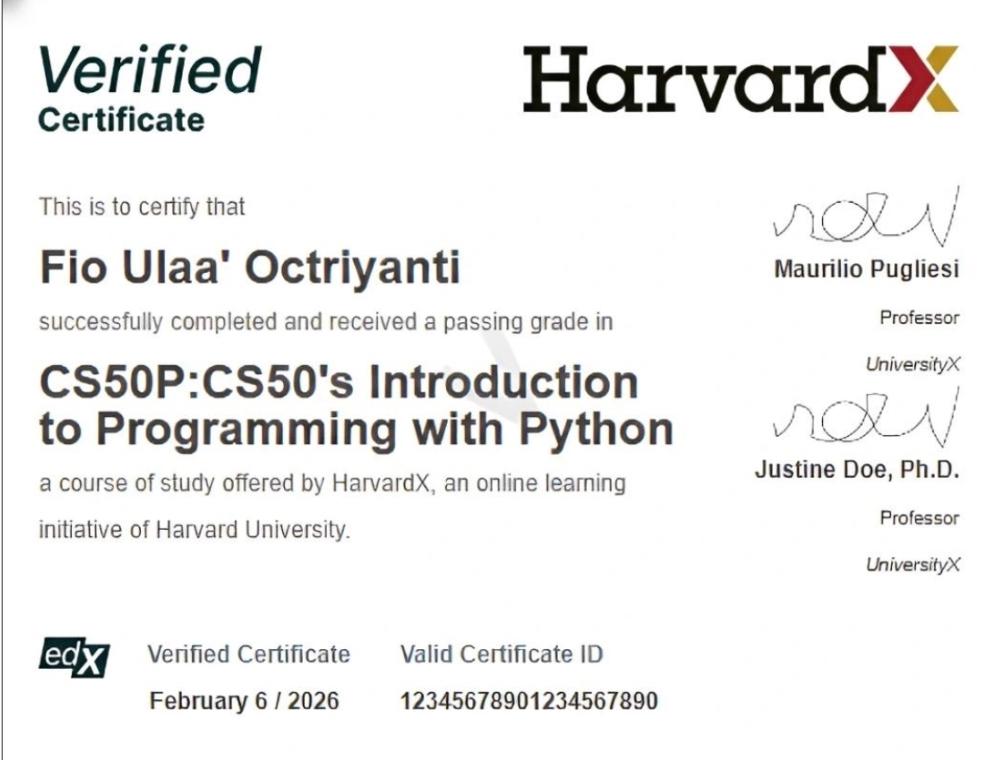 Verified
Certificate
HarvardX
This is to certify that
Fio Ulaa' Octriyanti
successfully completed and received a passing grade in
CS50P:CS50's Introduction
to Programming with Python
a course of study offered by HarvardX, an online learning
initiative of Harvard University.
Maurilio Pugliesi
Professor
UniversityX
Justine Doe, Ph.D.
Professor
UniversityX
edX
Verified Certificate
February 6 / 2026
Valid Certificate ID
12345678901234567890